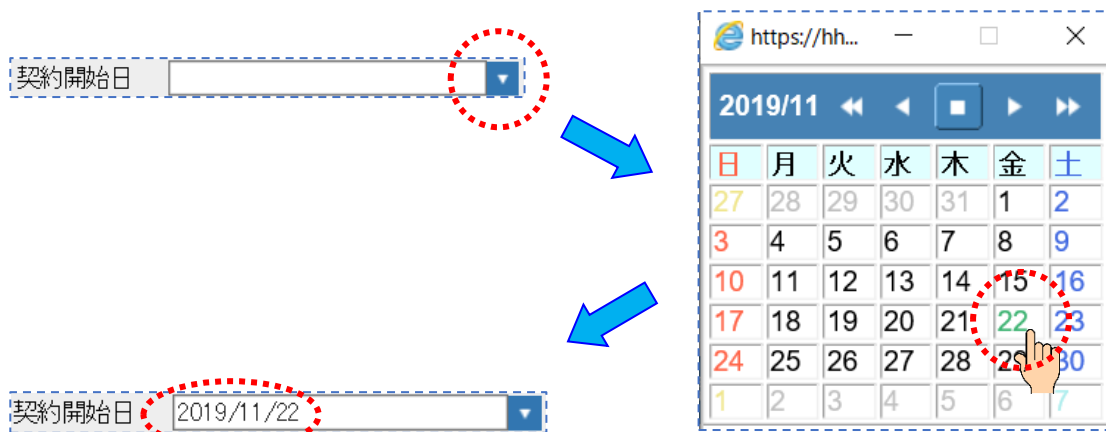 契約開始日
https://hh...
2019/11
日 月 火 水 木 金 土
27 28 29 30 31 1 2
3 4 5 6 7 8 9
10 11 12 13 14 15 16
17 18 19 20 21 22 23
24 25 26 27 28 29 30
1 2 3 4 5 6 7
契約開始日 2019/11/22